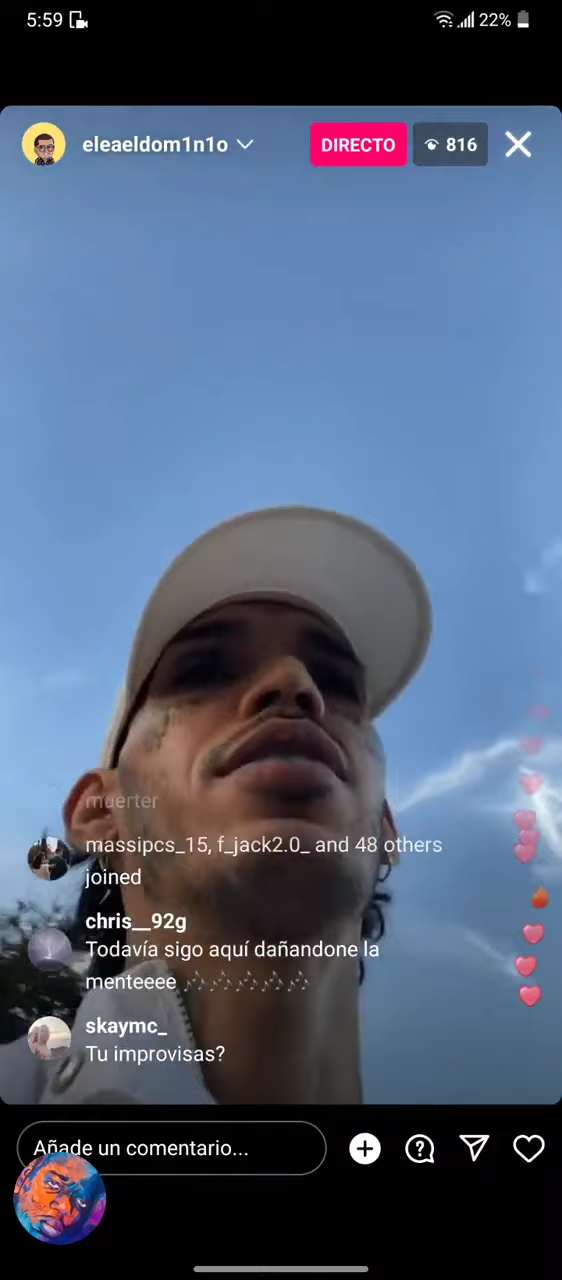 5:59
22%
eleaeldom1n1o
DIRECTO
816
muerter
massipcs_15, f_jack2.0_ and 48 others
joined
chris__92g
Todavía sigo aquí dañandone la
menteeee 🎶🎶🎶🎶🎶
skaymc_
Tu improvisas?
Añade un comentario...